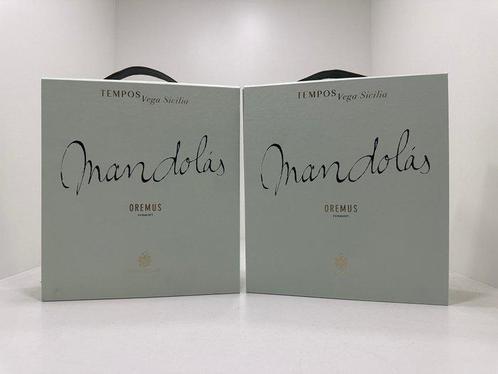 TEMPOS Vega Sicilia
Mandolás
OREMUS
TEMPOS Vega Sicilia
Mandolás
OREMUS